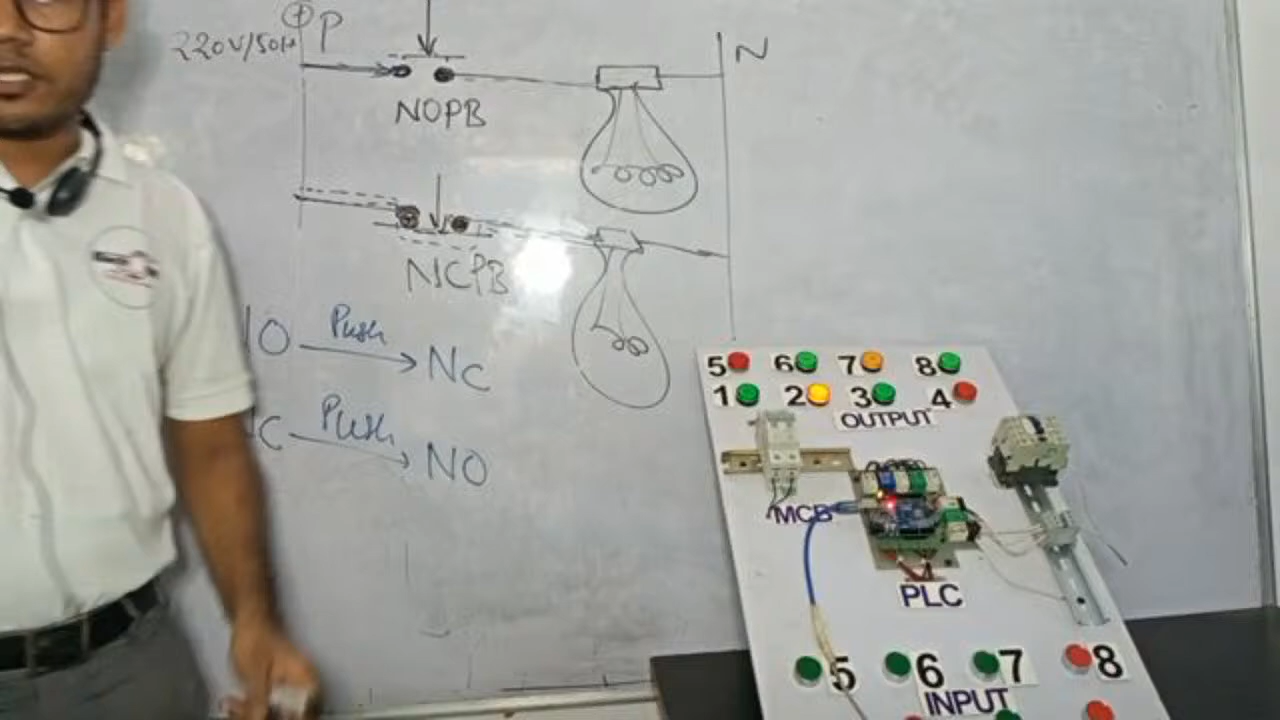 ⊕ P
220V/50H
N
NOPB
NCPB
O Push NC
C Push NO
5 6 7 8
1 2 3 4
OUTPUT
MCB
PLC
5 6 7 8
INPUT